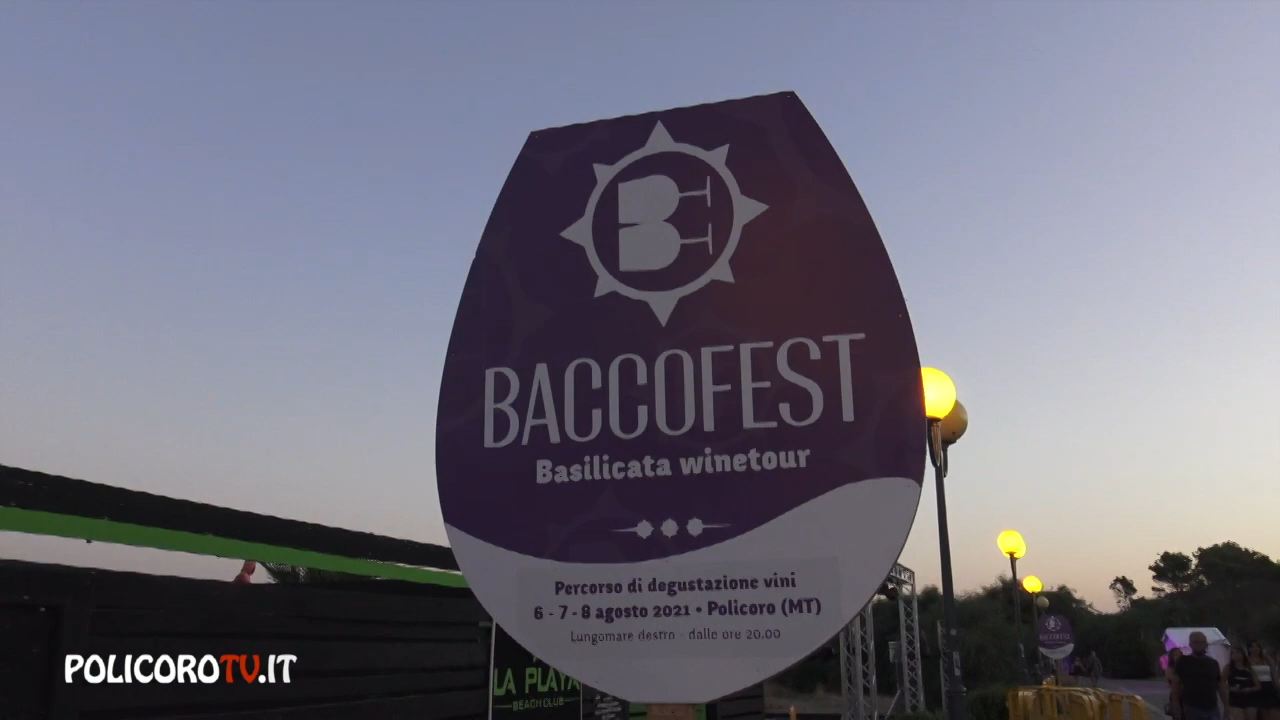 BACCOFEST
Basilicata winetour
Percorso di degustazione vini
6 - 7 - 8 agosto 2021 • Policoro (MT)
Lungomare destro - dalle ore 20.00
LA PLAYA
BEACH CLUB
POLICOROTV.IT